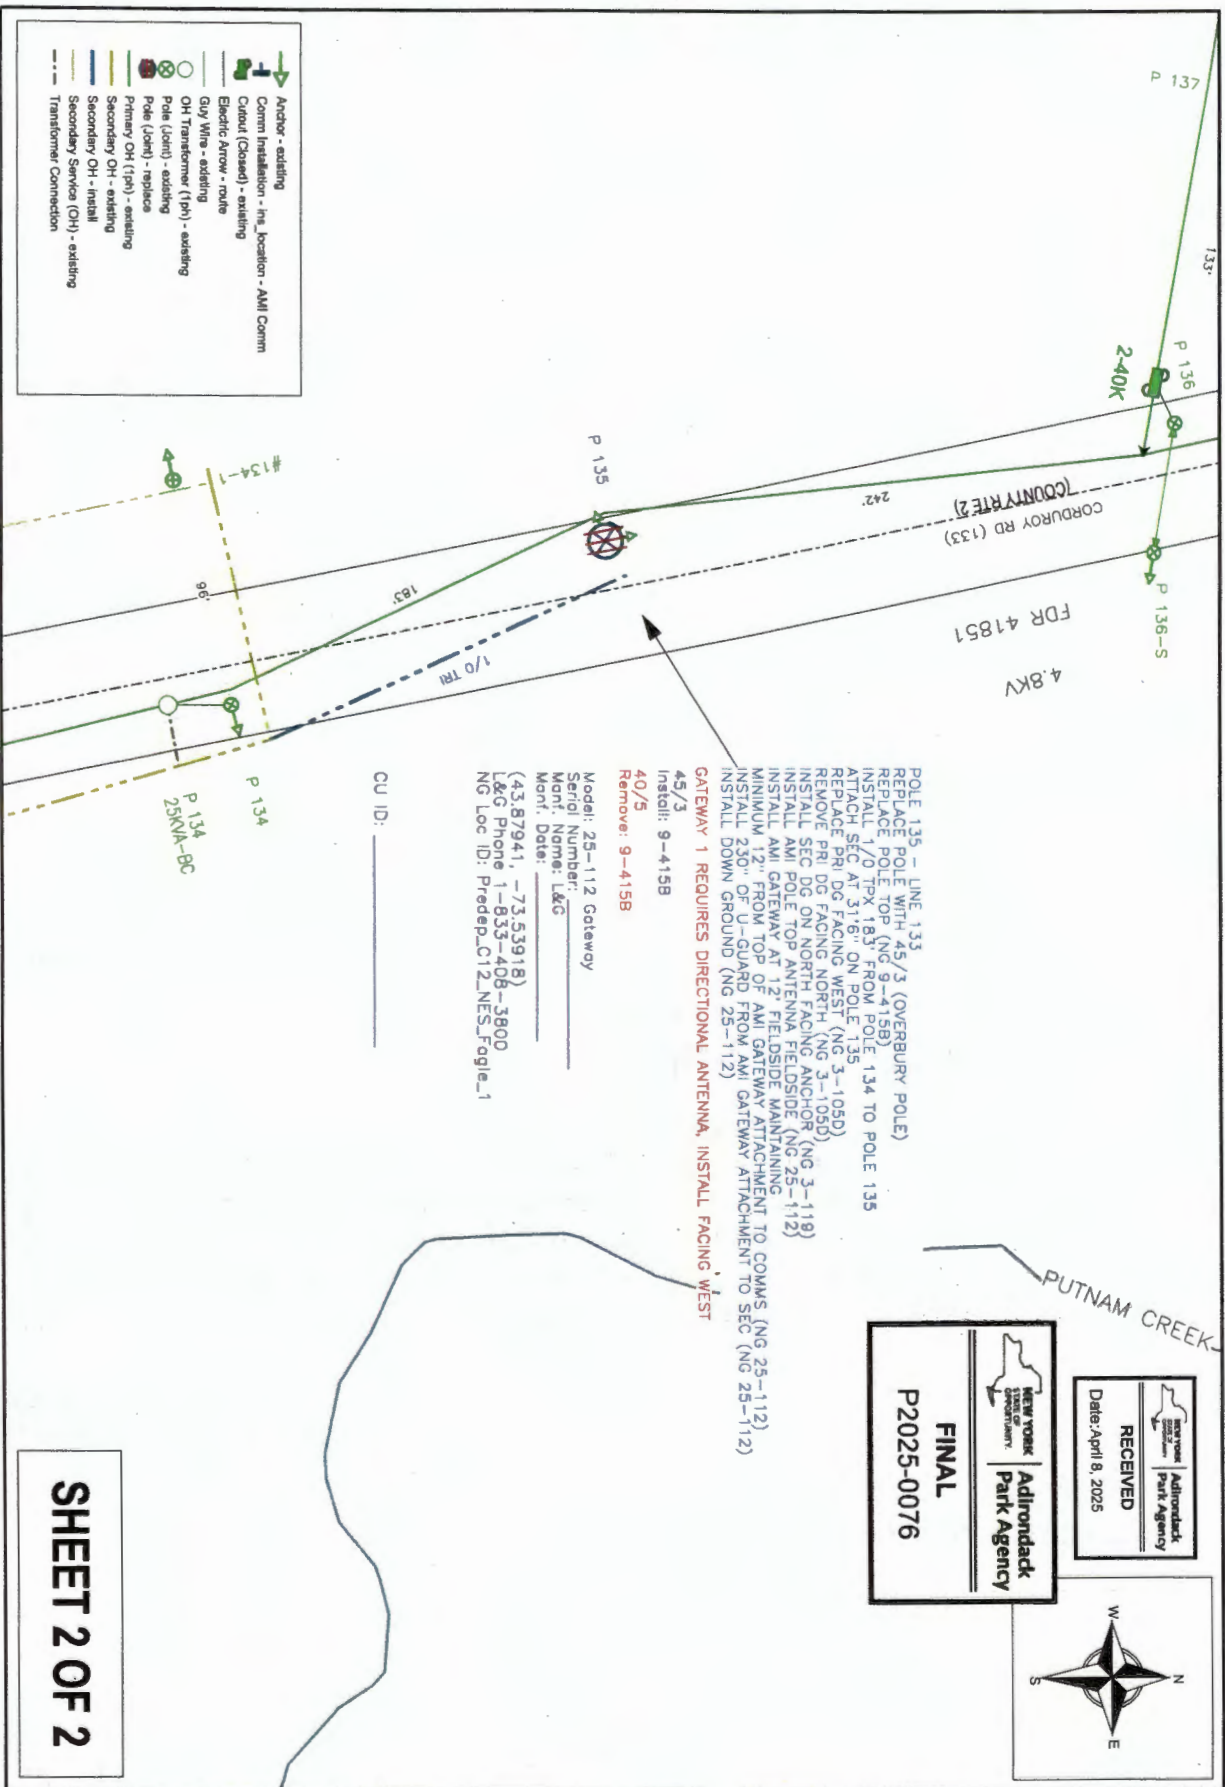 P 137
133'
P 136
2-40K
P 136-S
CORDUROY RD (133)
(COUNTY RTE 2)
242'
FDR 41851
4.8KV
P 135
183'
1/0 TRI
#134-1
96'
P 134
P 134
25KVA-BC
POLE 135 - LINE 133
REPLACE POLE WITH 45/3 (OVERBURY POLE)
REPLACE POLE TOP (NG 9-415B)
INSTALL 1/0 TPX 183' FROM POLE 134 TO POLE 135
ATTACH SEC AT 31'6" ON POLE 135
REPLACE PRI DG FACING WEST (NG 3-105D)
REMOVE PRI DG FACING NORTH (NG 3-105D)
INSTALL SEC DG ON NORTH FACING ANCHOR (NG 3-119)
INSTALL AMI POLE TOP ANTENNA FIELDSIDE (NG 25-112)
INSTALL AMI GATEWAY AT 12' FIELDSIDE MAINTAINING
MINIMUM 12" FROM TOP OF AMI GATEWAY ATTACHMENT TO COMMS (NG 25-112)
INSTALL 230" OF U-GUARD FROM AMI GATEWAY ATTACHMENT TO SEC (NG 25-112)
INSTALL DOWN GROUND (NG 25-112)
GATEWAY 1 REQUIRES DIRECTIONAL ANTENNA, INSTALL FACING WEST
45/3
Install: 9-415B
40/5
Remove: 9-415B
Model: 25-112 Gateway
Serial Number:
Manf. Name: L&G
Manf. Date:
(43.87941, -73.53918)
L&G Phone 1-833-408-3800
NG Loc ID: Predep_C12_NES_Fagle_1
CU ID:
PUTNAM CREEK
NEW YORK
STATE OF
OPPORTUNITY.
Adirondack
Park Agency
RECEIVED
Date: April 8, 2025
NEW YORK
STATE OF
OPPORTUNITY.
Adirondack
Park Agency
FINAL
P2025-0076
N
W
E
S
Anchor - existing
Comm Installation - ins_location - AMI Comm
Cutout (Closed) - existing
Electric Arrow - route
Guy Wire - existing
OH Transformer (1ph) - existing
Pole (Joint) - existing
Pole (Joint) - replace
Primary OH (1ph) - existing
Secondary OH - existing
Secondary OH - install
Secondary Service (OH) - existing
Transformer Connection
SHEET 2 OF 2